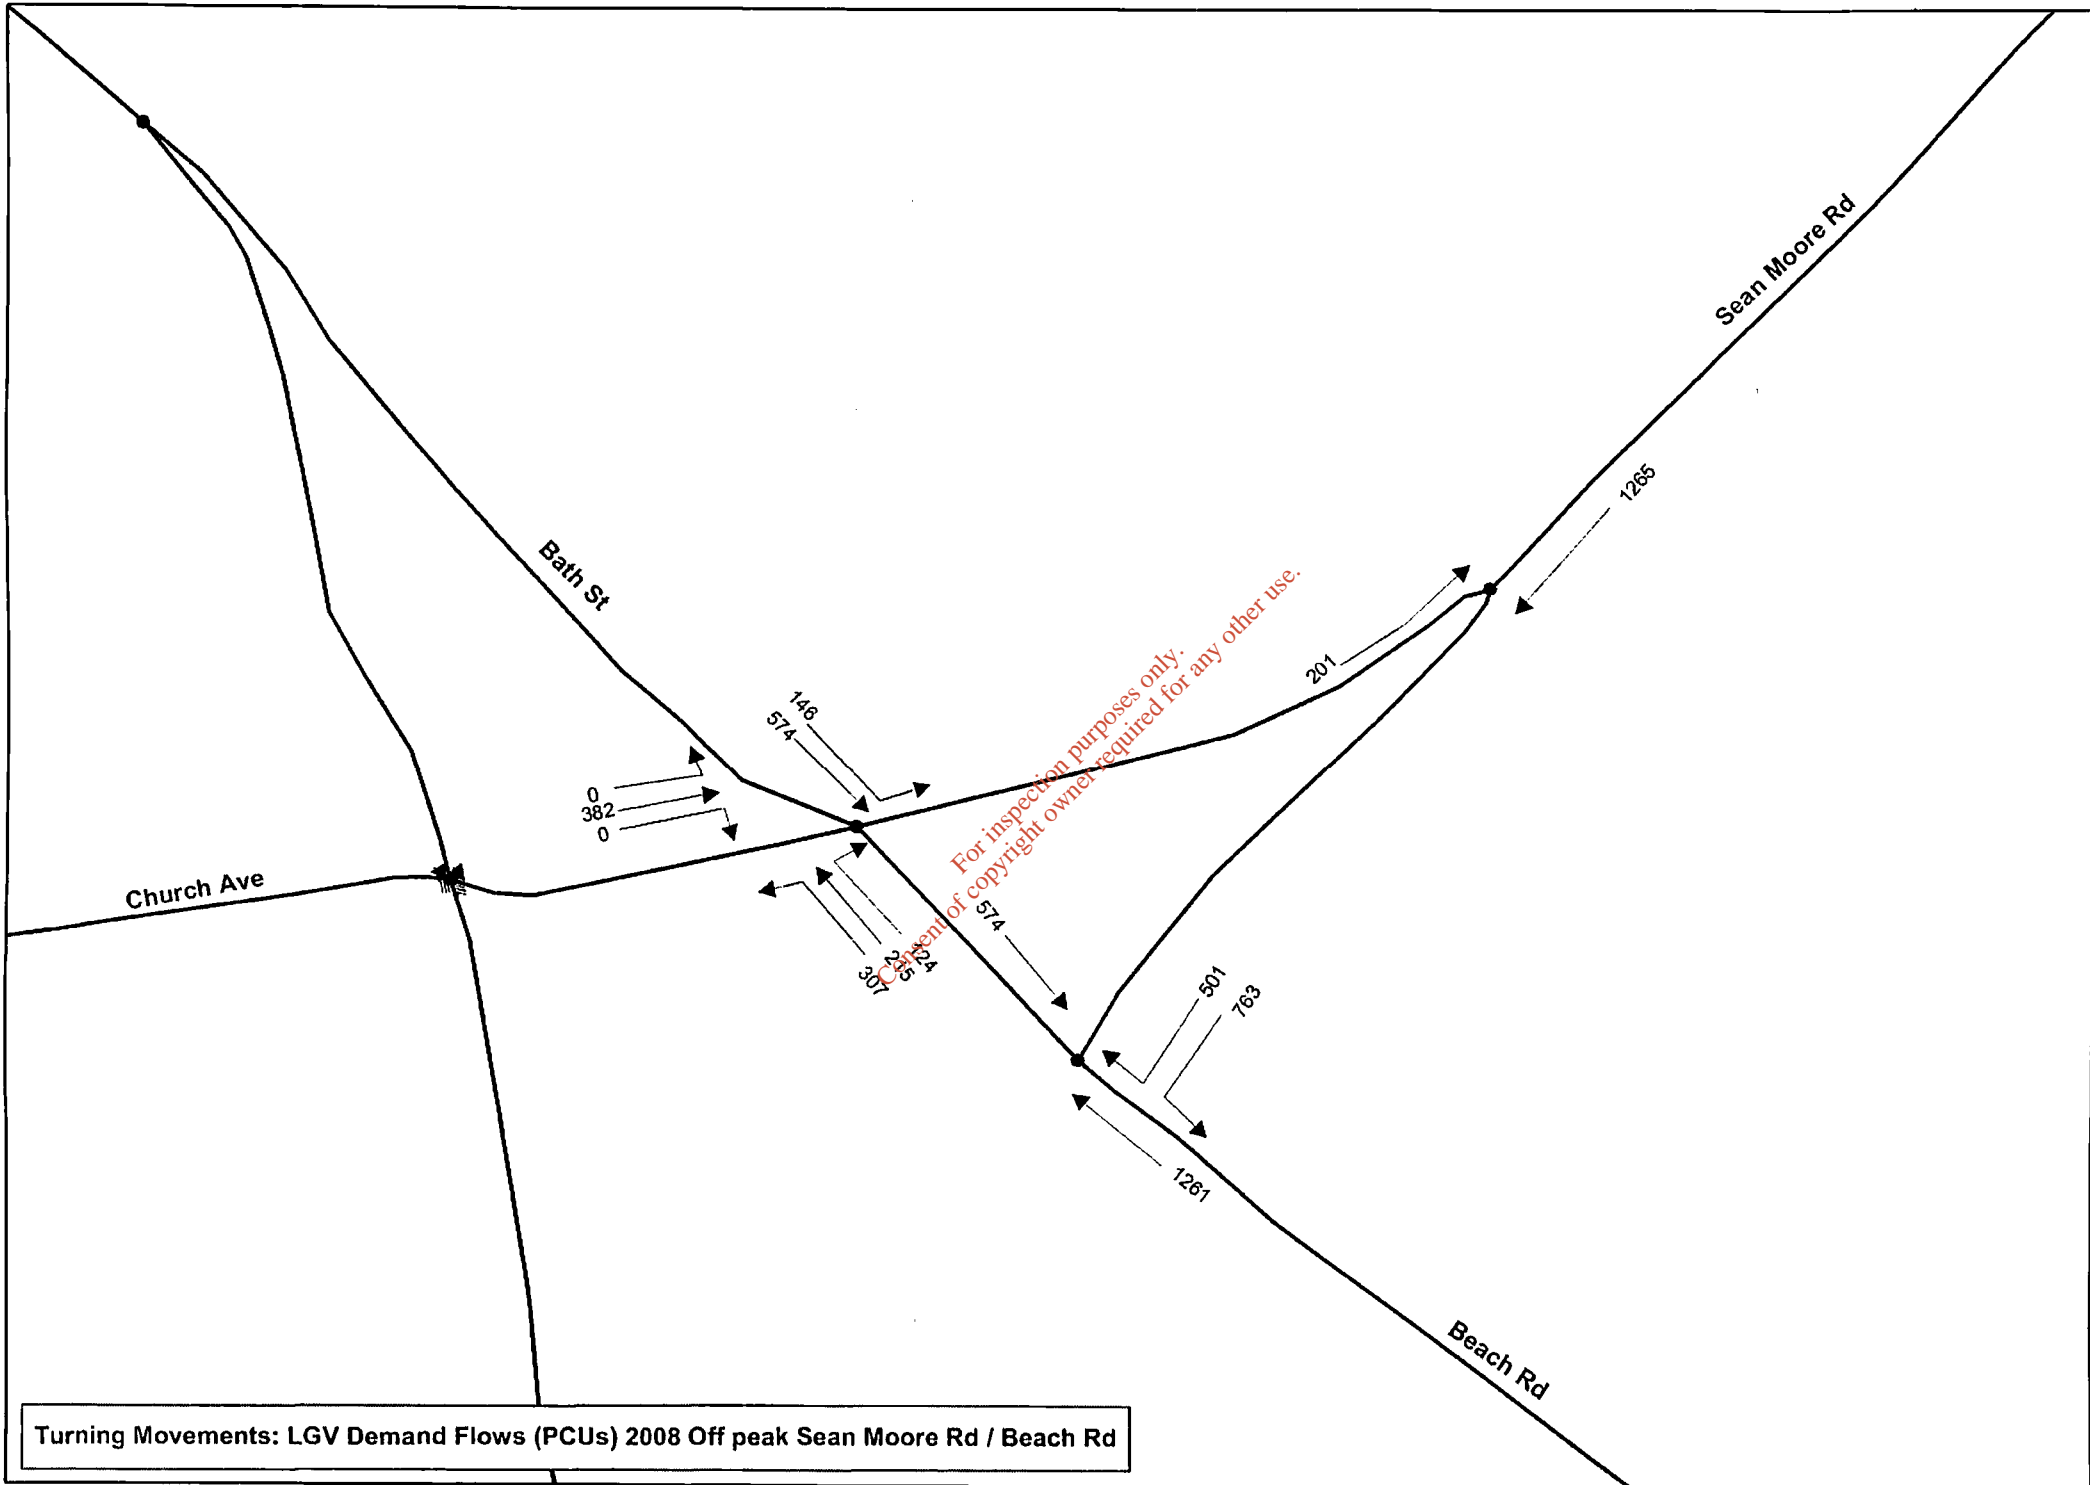 Sean Moore Rd
1265
Bath St
For inspection purposes only.
Consent of copyright owner required for any other use.
201
146
574
0
382
0
Church Ave
574
307
501
763
1261
Beach Rd
Turning Movements: LGV Demand Flows (PCUs) 2008 Off peak Sean Moore Rd / Beach Rd